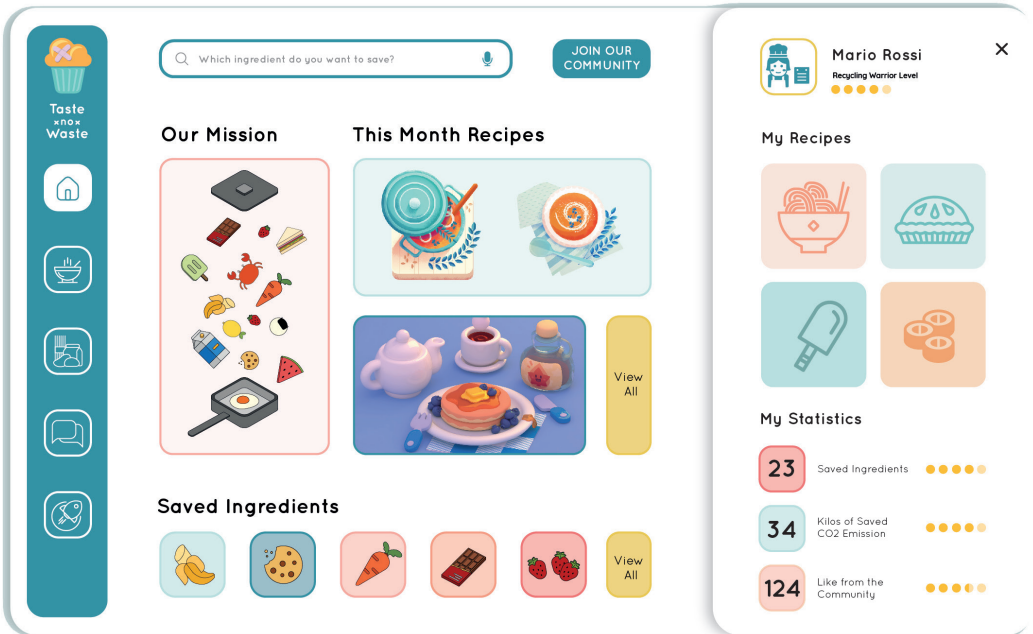 Taste
×no×
Waste
Which ingredient do you want to save?
JOIN OUR
COMMUNITY
Our Mission
This Month Recipes
View
All
Saved Ingredients
View
All
Mario Rossi
Recycling Warrior Level
My Recipes
My Statistics
23
Saved Ingredients
34
Kilos of Saved
CO2 Emission
124
Like from the
Community